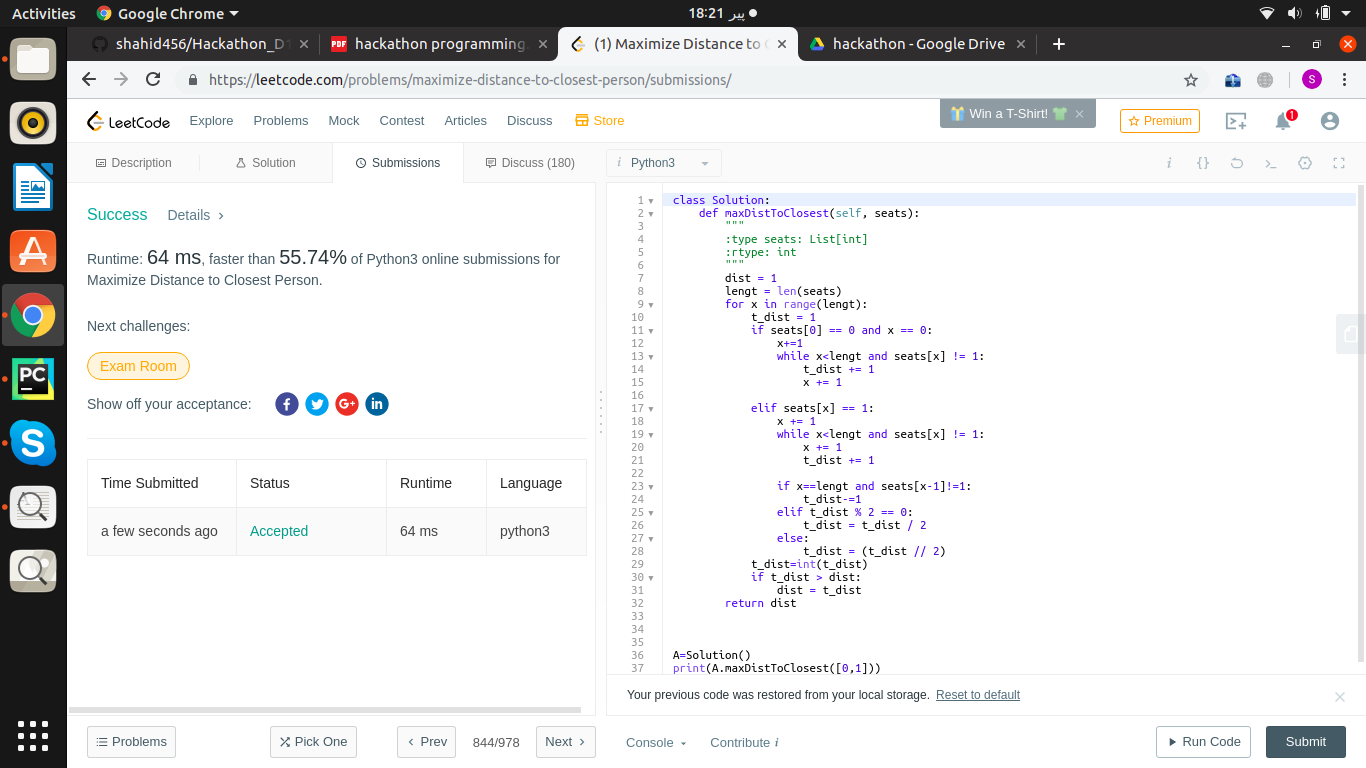 Activities Google Chrome 18:21 پیر
shahid456/Hackathon_D1 hackathon programming. (1) Maximize Distance to C hackathon - Google Drive
https://leetcode.com/problems/maximize-distance-to-closest-person/submissions/ S
LeetCode Explore Problems Mock Contest Articles Discuss Store Win a T-Shirt! Premium 1
Description Solution Submissions Discuss (180) i Python3 i {}
Success Details
Runtime: 64 ms, faster than 55.74% of Python3 online submissions for
Maximize Distance to Closest Person.
Next challenges:
Exam Room
Show off your acceptance:
Time Submitted Status Runtime Language
a few seconds ago Accepted 64 ms python3
1 class Solution:
2     def maxDistToClosest(self, seats):
3         """
4         :type seats: List[int]
5         :rtype: int
6         """
7         dist = 1
8         lengt = len(seats)
9         for x in range(lengt):
10             t_dist = 1
11             if seats[0] == 0 and x == 0:
12                 x+=1
13                 while x<lengt and seats[x] != 1:
14                     t_dist += 1
15                     x += 1
16
17             elif seats[x] == 1:
18                 x += 1
19                 while x<lengt and seats[x] != 1:
20                     x += 1
21                     t_dist += 1
22
23                 if x==lengt and seats[x-1]!=1:
24                     t_dist-=1
25                 elif t_dist % 2 == 0:
26                     t_dist = t_dist / 2
27                 else:
28                     t_dist = (t_dist // 2)
29             t_dist=int(t_dist)
30             if t_dist > dist:
31                 dist = t_dist
32         return dist
33
34
35
36 A=Solution()
37 print(A.maxDistToClosest([0,1]))
Your previous code was restored from your local storage. Reset to default
Problems Pick One Prev 844/978 Next Console Contribute i Run Code Submit